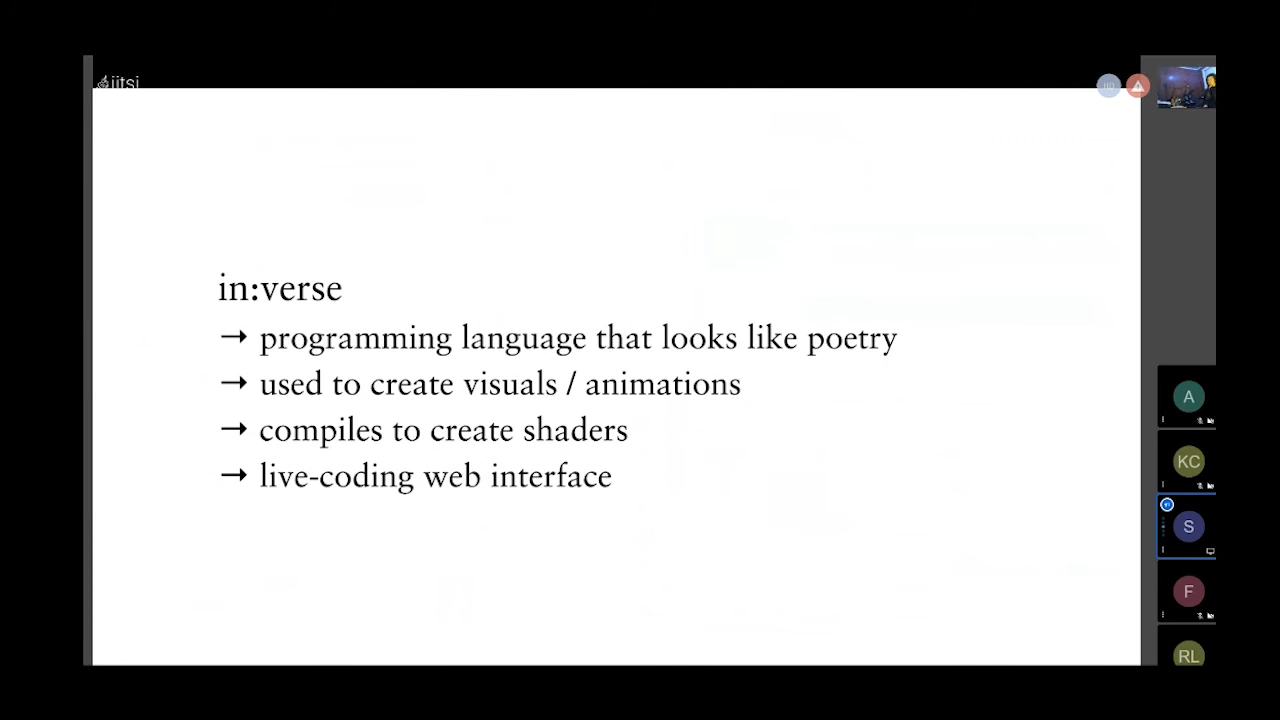 jitsi
in:verse
→ programming language that looks like poetry
→ used to create visuals / animations
→ compiles to create shaders
→ live-coding web interface
A
KC
S
F
RL